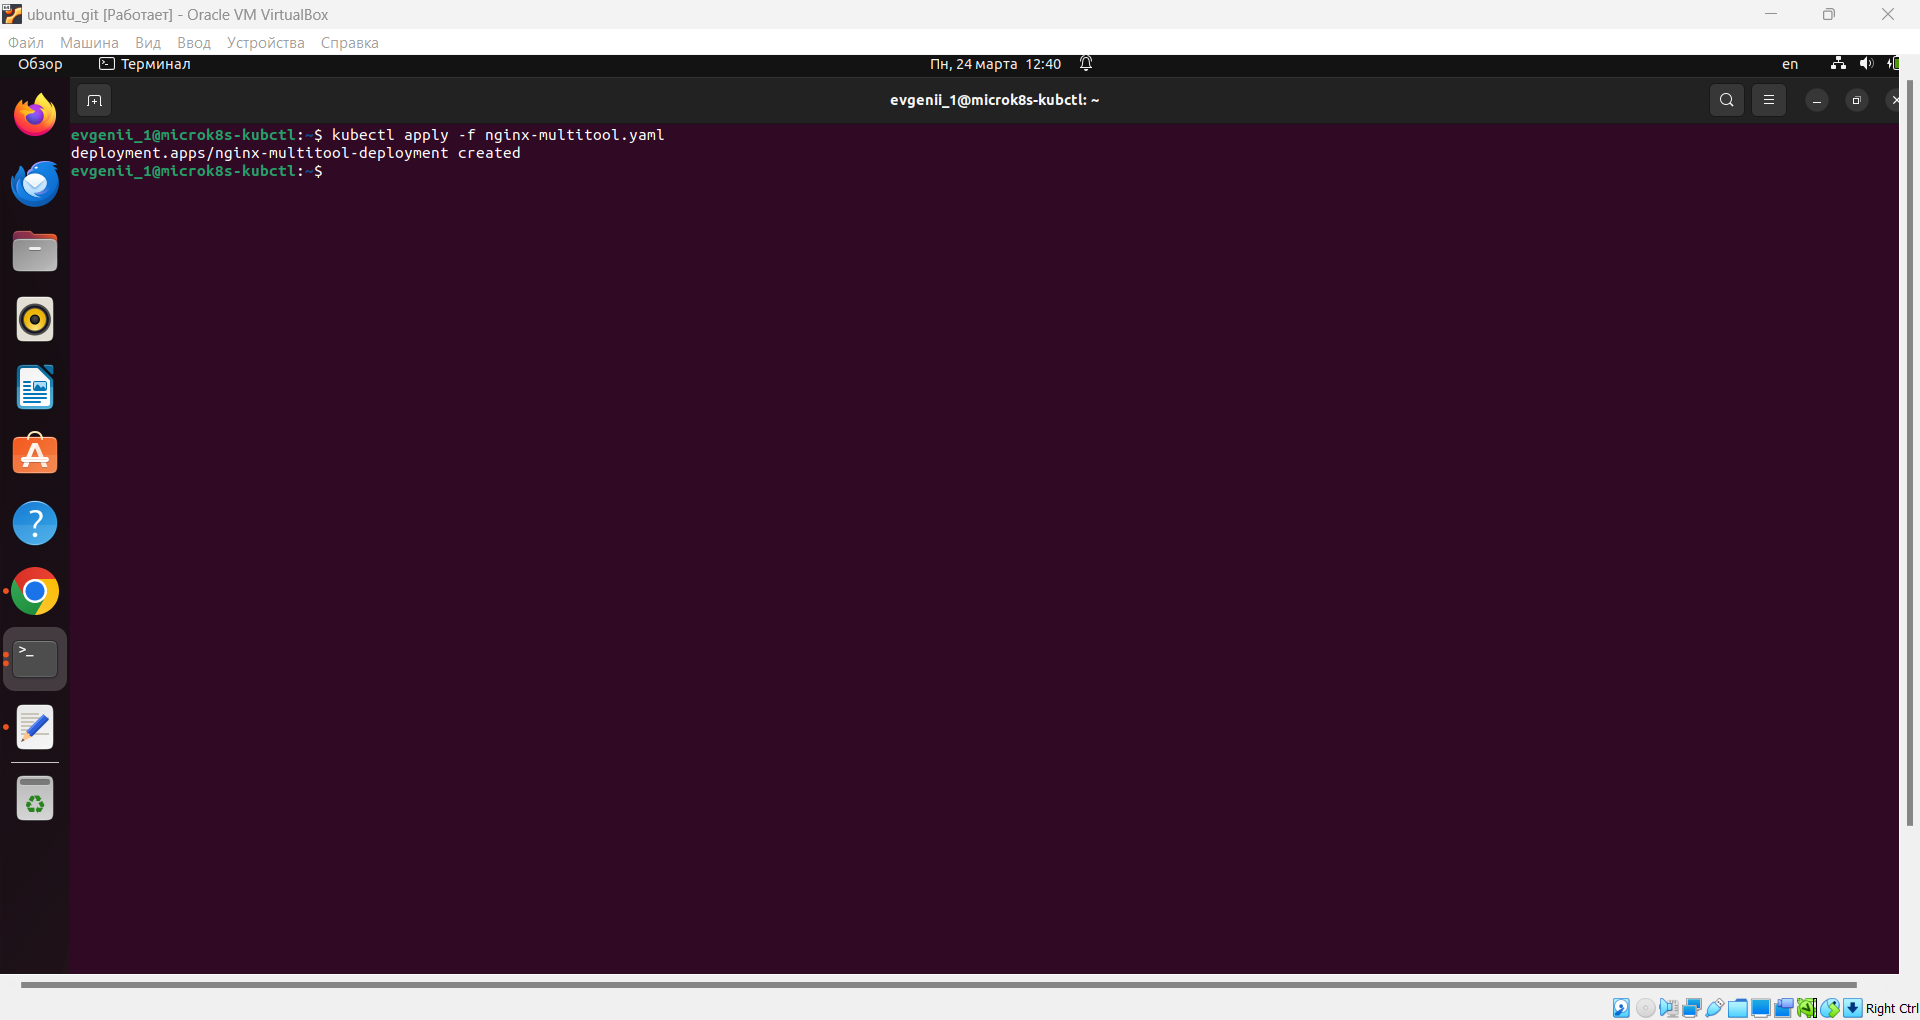 ubuntu_git [Работает] - Oracle VM VirtualBox
Файл Машина Вид Ввод Устройства Справка
Обзор Терминал Пн, 24 марта 12:40 en
evgenii_1@microk8s-kubctl: ~
evgenii_1@microk8s-kubctl:~$ kubectl apply -f nginx-multitool.yaml
deployment.apps/nginx-multitool-deployment created
evgenii_1@microk8s-kubctl:~$
Right Ctrl